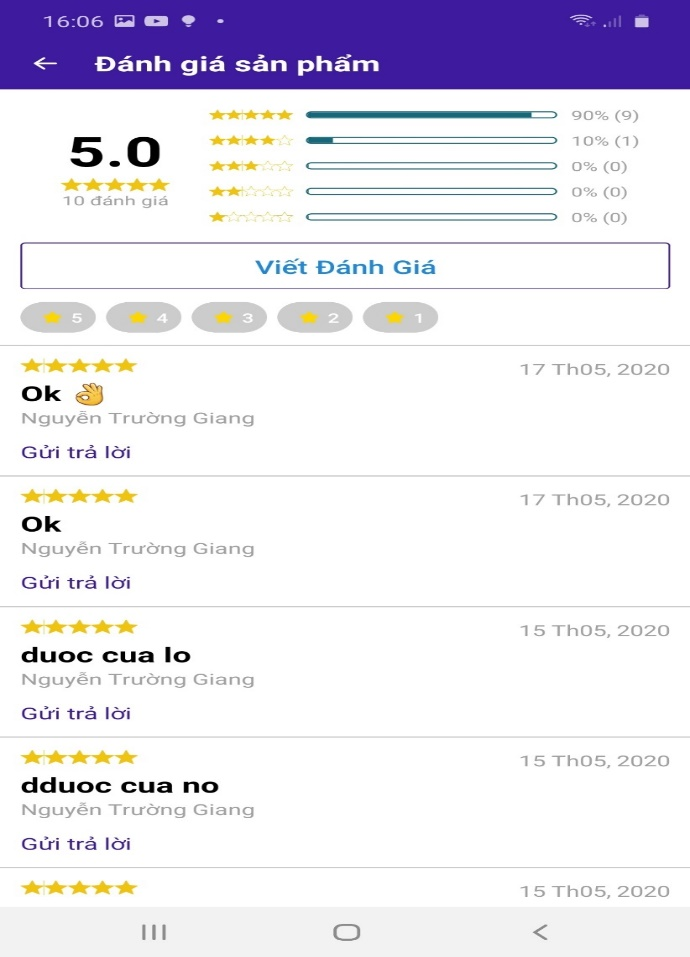 16:06
Đánh giá sản phẩm
5.0
10 đánh giá
90% (9)
10% (1)
0% (0)
0% (0)
0% (0)
Viết Đánh Giá
5 4 3 2 1
17 Th05, 2020
Ok 👌
Nguyễn Trường Giang
Gửi trả lời
17 Th05, 2020
Ok
Nguyễn Trường Giang
Gửi trả lời
15 Th05, 2020
duoc cua lo
Nguyễn Trường Giang
Gửi trả lời
15 Th05, 2020
dduoc cua no
Nguyễn Trường Giang
Gửi trả lời
15 Th05, 2020